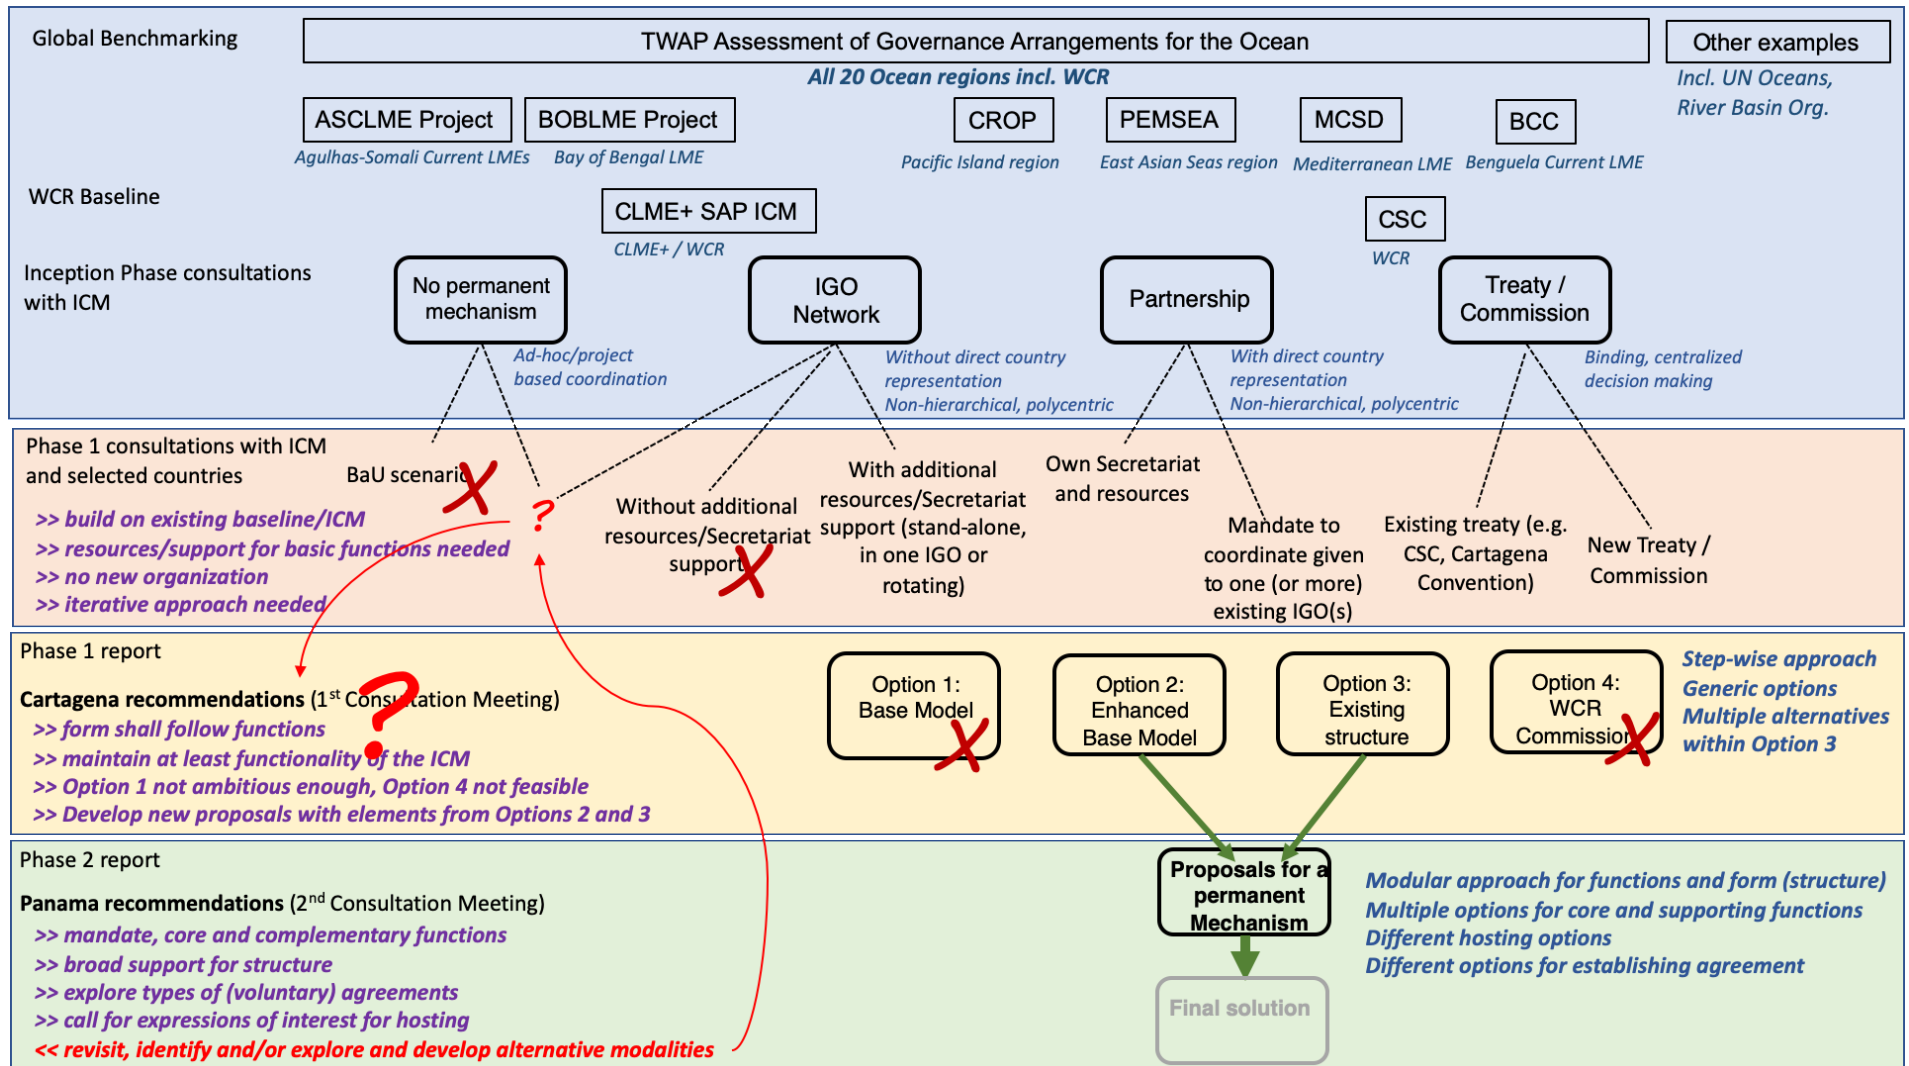 Global Benchmarking
TWAP Assessment of Governance Arrangements for the Ocean
Other examples
All 20 Ocean regions incl. WCR
Incl. UN Oceans,
River Basin Org.
ASCLME Project
BOBLME Project
CROP
PEMSEA
MCSD
BCC
Agulhas-Somali Current LMEs
Bay of Bengal LME
Pacific Island region
East Asian Seas region
Mediterranean LME
Benguela Current LME
WCR Baseline
CLME+ SAP ICM
CSC
CLME+ / WCR
WCR
Inception Phase consultations
with ICM
No permanent
mechanism
IGO
Network
Partnership
Treaty /
Commission
Ad-hoc/project
based coordination
Without direct country
representation
Non-hierarchical, polycentric
With direct country
representation
Non-hierarchical, polycentric
Binding, centralized
decision making
Phase 1 consultations with ICM
and selected countries
>> build on existing baseline/ICM
>> resources/support for basic functions needed
>> no new organization
>> iterative approach needed
BaU scenario
X
?
Without additional
resources/Secretariat
support
X
With additional
resources/Secretariat
support (stand-alone,
in one IGO or
rotating)
Own Secretariat
and resources
Mandate to
coordinate given
to one (or more)
existing IGO(s)
Existing treaty (e.g.
CSC, Cartagena
Convention)
New Treaty /
Commission
Phase 1 report
Cartagena recommendations (1st Consultation Meeting)
?
>> form shall follow functions
>> maintain at least functionality of the ICM
>> Option 1 not ambitious enough, Option 4 not feasible
>> Develop new proposals with elements from Options 2 and 3
Option 1:
Base Model
X
Option 2:
Enhanced
Base Model
Option 3:
Existing
structure
Option 4:
WCR
Commission
X
Step-wise approach
Generic options
Multiple alternatives
within Option 3
Phase 2 report
Panama recommendations (2nd Consultation Meeting)
>> mandate, core and complementary functions
>> broad support for structure
>> explore types of (voluntary) agreements
>> call for expressions of interest for hosting
<< revisit, identify and/or explore and develop alternative modalities
Proposals for a
permanent
Mechanism
Final solution
Modular approach for functions and form (structure)
Multiple options for core and supporting functions
Different hosting options
Different options for establishing agreement